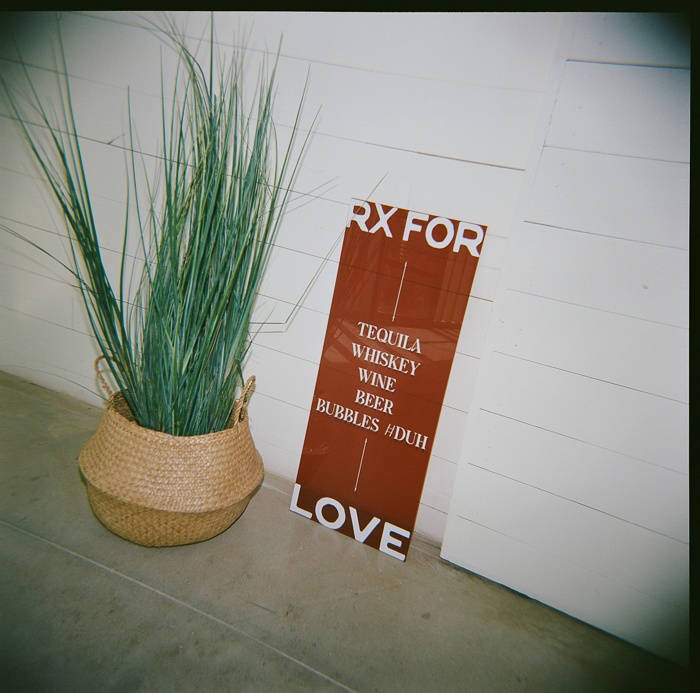 RX FOR
TEQUILA
WHISKEY
WINE
BEER
BUBBLES #DUH
LOVE